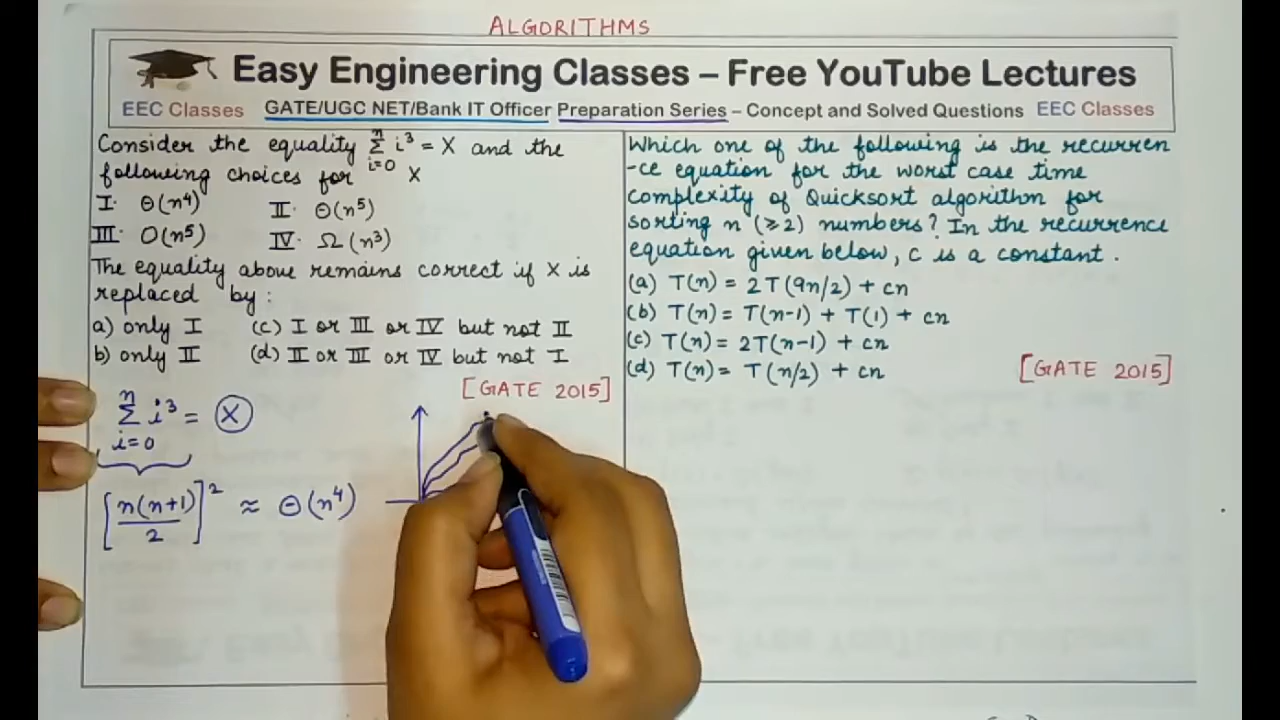 ALGORITHMS
Easy Engineering Classes – Free YouTube Lectures
EEC Classes GATE/UGC NET/Bank IT Officer Preparation Series – Concept and Solved Questions EEC Classes
Consider the equality n Σ i=0 i³ = X and the
following choices for X
I. Θ(n⁴) II. Θ(n⁵)
III. O(n⁵) IV. Ω(n³)
The equality above remains correct if X is
replaced by:
a) only I (c) I or III or IV but not II
b) only II (d) II or III or IV but not I
[GATE 2015]
n Σ i=0 i³ = X
[n(n+1)/2]² ≈ Θ(n⁴)
Which one of the following is the recurren
-ce equation for the worst case time
complexity of Quicksort algorithm for
sorting n (≥2) numbers? In the recurrence
equation given below, c is a constant.
(a) T(n) = 2T(9n/2) + cn
(b) T(n) = T(n-1) + T(1) + cn
(c) T(n) = 2T(n-1) + cn
(d) T(n) = T(n/2) + cn [GATE 2015]